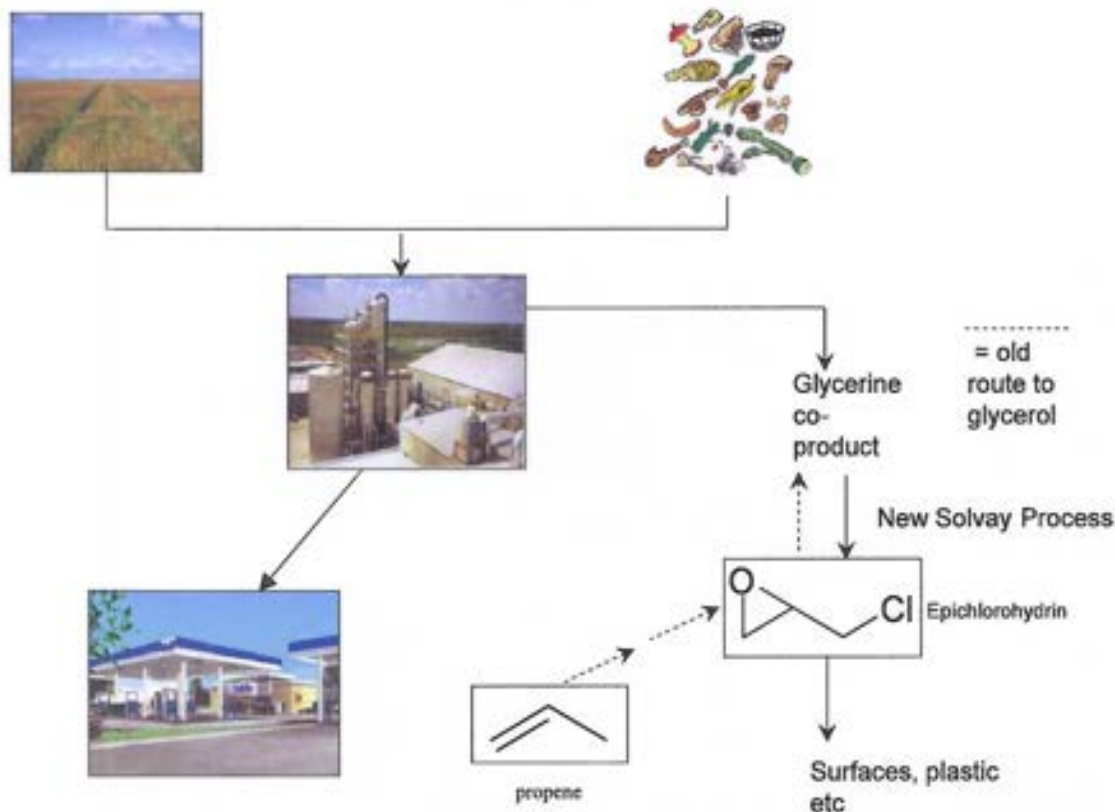 = old
route to
glycerol
Glycerine
co-
product
New Solvay Process
O
Cl
Epichlorohydrin
propene
Surfaces, plastic
etc